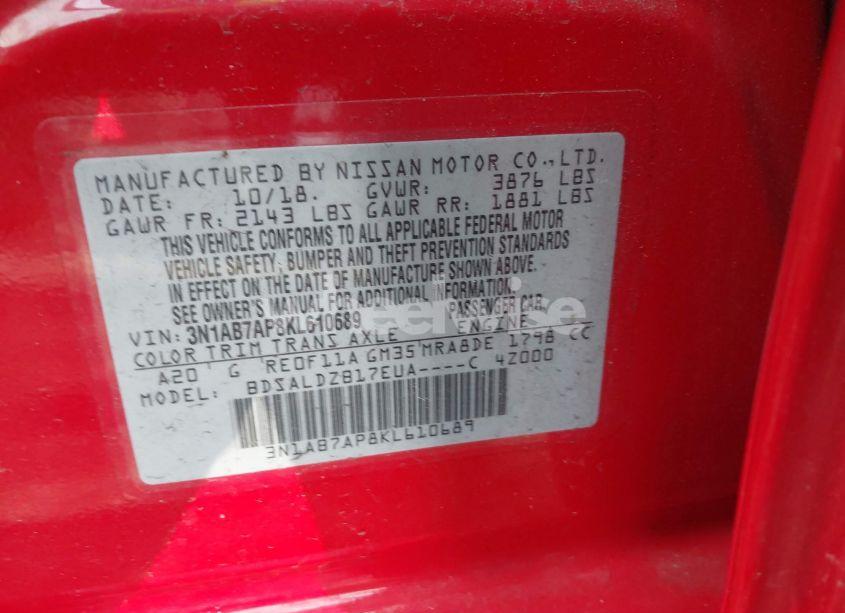 MANUFACTURED BY NISSAN MOTOR CO.,LTD.
DATE: 10/18. GVWR: 3876 LBS
GAWR FR: 2143 LBS GAWR RR: 1881 LBS
THIS VEHICLE CONFORMS TO ALL APPLICABLE FEDERAL MOTOR
VEHICLE SAFETY, BUMPER AND THEFT PREVENTION STANDARDS
IN EFFECT ON THE DATE OF MANUFACTURE SHOWN ABOVE.
SEE OWNER'S MANUAL FOR ADDITIONAL INFORMATION.
VIN: 3N1AB7AP8KL610689 PASSENGER CAR
COLOR TRIM TRANS AXLE ENGINE
A20 G RE0F11A GM35 MRA8DE 1798 CC
MODEL: BDSALDZB17EUA----C 4Z000
3N1AB7AP8KL610689